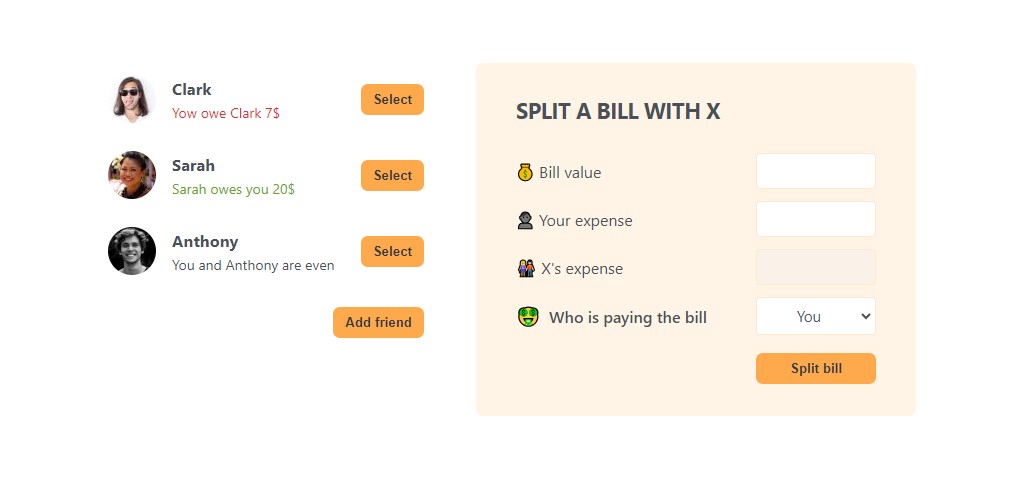 Clark
Yow owe Clark 7$
Select
Sarah
Sarah owes you 20$
Select
Anthony
You and Anthony are even
Select
Add friend
SPLIT A BILL WITH X
💰 Bill value
Your expense
X's expense
🤑 Who is paying the bill
You
Split bill